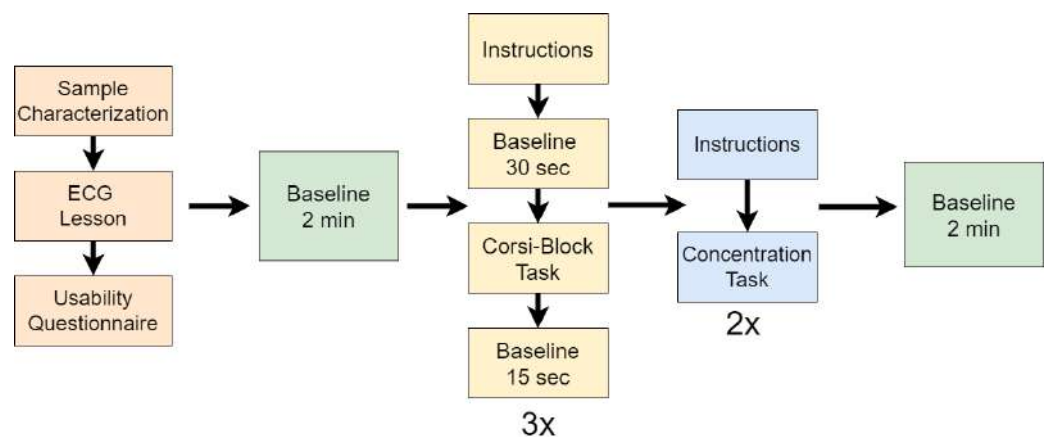 Sample
Characterization
ECG
Lesson
Usability
Questionnaire
Baseline
2 min
Instructions
Baseline
30 sec
Corsi-Block
Task
Baseline
15 sec
3x
Instructions
Concentration
Task
2x
Baseline
2 min